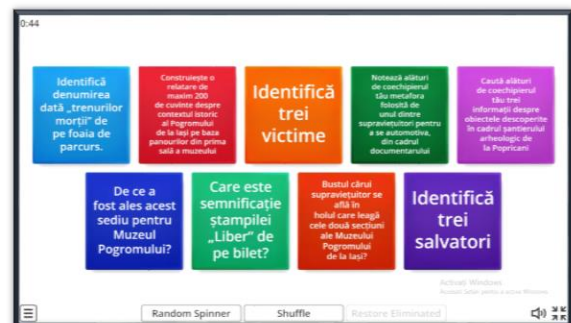 0:44
Identifică
denumirea
dată „trenurilor
morții” de
pe foaia de
parcurs.
Construiește o
relatare de
maxim 200
de cuvinte despre
contextul istoric
al Pogromului
de la Iași pe baza
panourilor din prima
sală a muzeului
Identifică
trei
victime
Notează alături
de coechipierul
tău metafora
folosită de
unul dintre
supraviețuitori pentru
a se automotiva,
din cadrul
documentarului
Caută alături
de coechipierul
tău trei
informații despre
obiectele descoperite
în cadrul șantierului
arheologic de
la Popricani
De ce a
fost ales acest
sediu pentru
Muzeul
Pogromului?
Care este
semnificație
ștampilei
„Liber” de
pe bilet?
Bustul cărui
supraviețuitor se
află în
holul care leagă
cele două secțiuni
ale Muzeului
Pogromului
de la Iași?
Identifică
trei
salvatori
Activați Windows
Accesați Setări pentru a activa Windows.
Random Spinner
Shuffle
Restore Eliminated